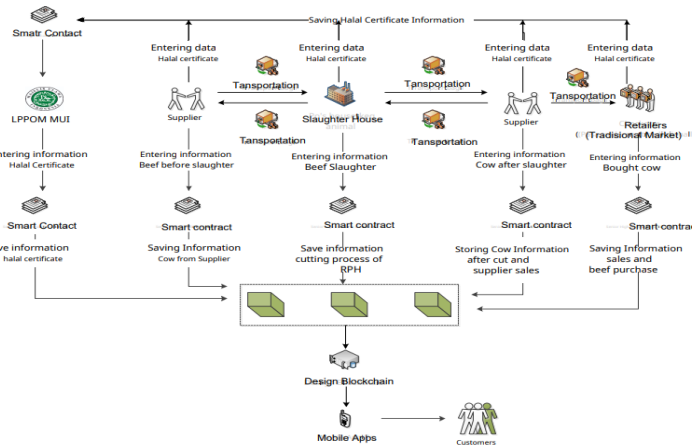 Saving Halal Certificate Information
Smatr Contact
Entering data
Halal certificate
Entering data
Halal certificate
Entering data
Halal certificate
Entering data
Halal certificate
Tansportation
Tansportation
Tansportation
LPPOM MUI
Supplier
Slaughter House
Supplier
Retailers
(Tradisional Market)
Tansportation
Tansportation
ntering information
Halal Certificate
Entering information
Beef before slaughter
Entering information
Beef Slaughter
Entering information
Cow after slaughter
Entering information
Bought cow
Smart Contact
Smart contract
Smart contract
Smart contract
Smart contract
ve information
halal certificate
Saving Information
Cow from Supplier
Save information
cutting process of
RPH
Storing Cow Information
after cut and
supplier sales
Saving Information
sales and
beef purchase
Design Blockchain
Mobile Apps
Customers